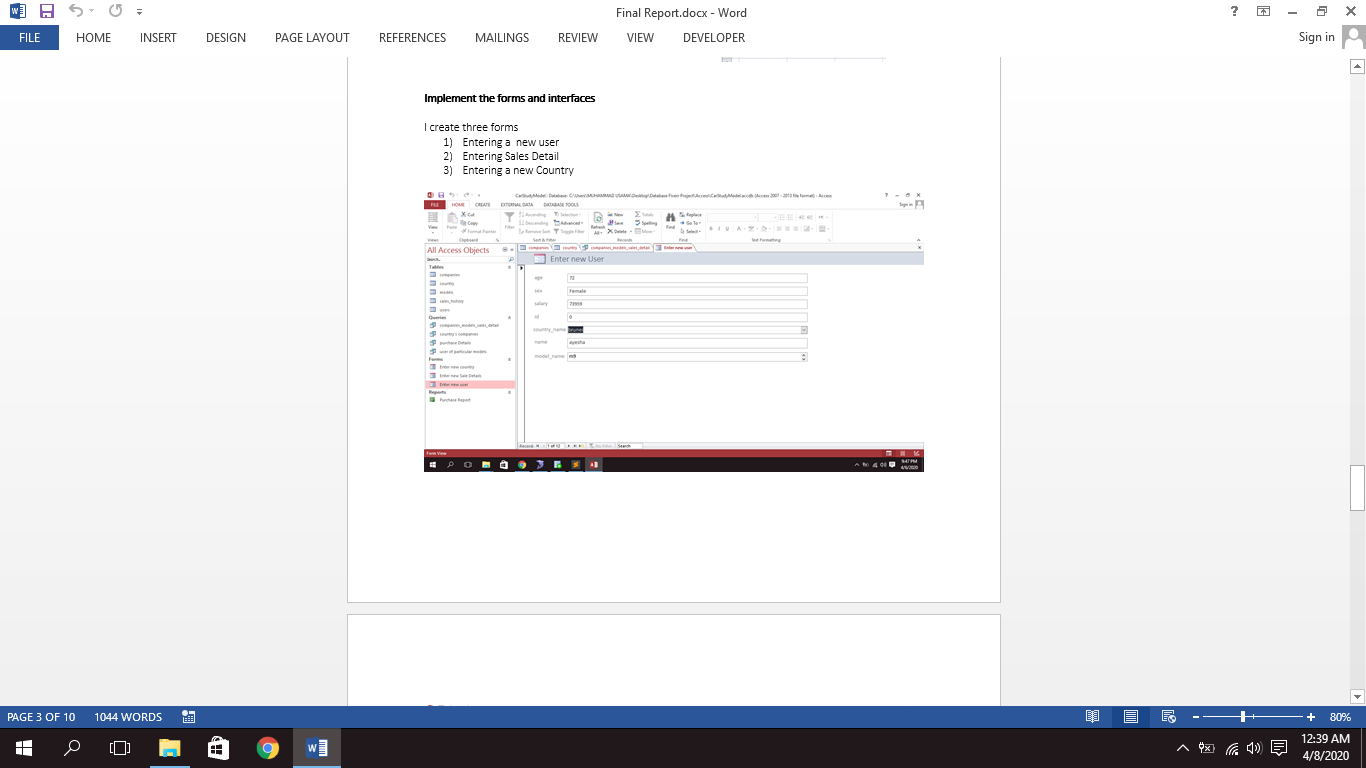 Final Report.docx - Word
FILE HOME INSERT DESIGN PAGE LAYOUT REFERENCES MAILINGS REVIEW VIEW DEVELOPER Sign in
Implement the forms and interfaces
I create three forms
1) Entering a new user
2) Entering Sales Detail
3) Entering a new Country
CarStudyModel : Database- C:\Users\MUHAMMAD USAMA\Desktop\Database Fiverr Project\Access\CarStudyModel.accdb (Access 2007 - 2013 file format) - Access
FILE HOME CREATE EXTERNAL DATA DATABASE TOOLS Sign in
Cut Ascending Selection New Totals Replace
View Paste Copy Filter Descending Advanced Refresh All Save Spelling Find Go To
Format Painter Remove Sort Toggle Filter Delete More Select
Views Clipboard Sort & Filter Records Find Text Formatting
All Access Objects
companies country companies_models_sales_detail Enter new user
Search..
Enter new User
Tables
companies
country
models
sales_history
users
Queries
companies_models_sales_detail
country's companies
purchase Details
user of particular models
Forms
Enter new country
Enter new Sale Details
Enter new user
Reports
Purchase Report
age 72
sex Female
salary
id 0
country_name brunei
name ayesha
model_name
Record: 1 of 12 No Filter Search
Form View
9:47 PM
4/6/2020
PAGE 3 OF 10 1044 WORDS 80%
12:39 AM
4/8/2020